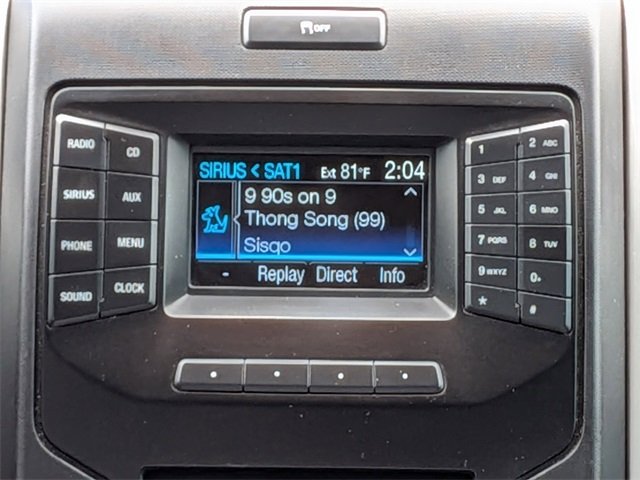 OFF
RADIO
CD
SIRIUS
AUX
PHONE
MENU
SOUND
CLOCK
SIRIUS < SAT1 Ext 81°F 2:04
9 90s on 9
Thong Song (99)
Sisqo
- Replay Direct Info
1
2 ABC
3 DEF
4 GHI
5 JKL
6 MNO
7 PQRS
8 TUV
9 WXYZ
0+
*
#